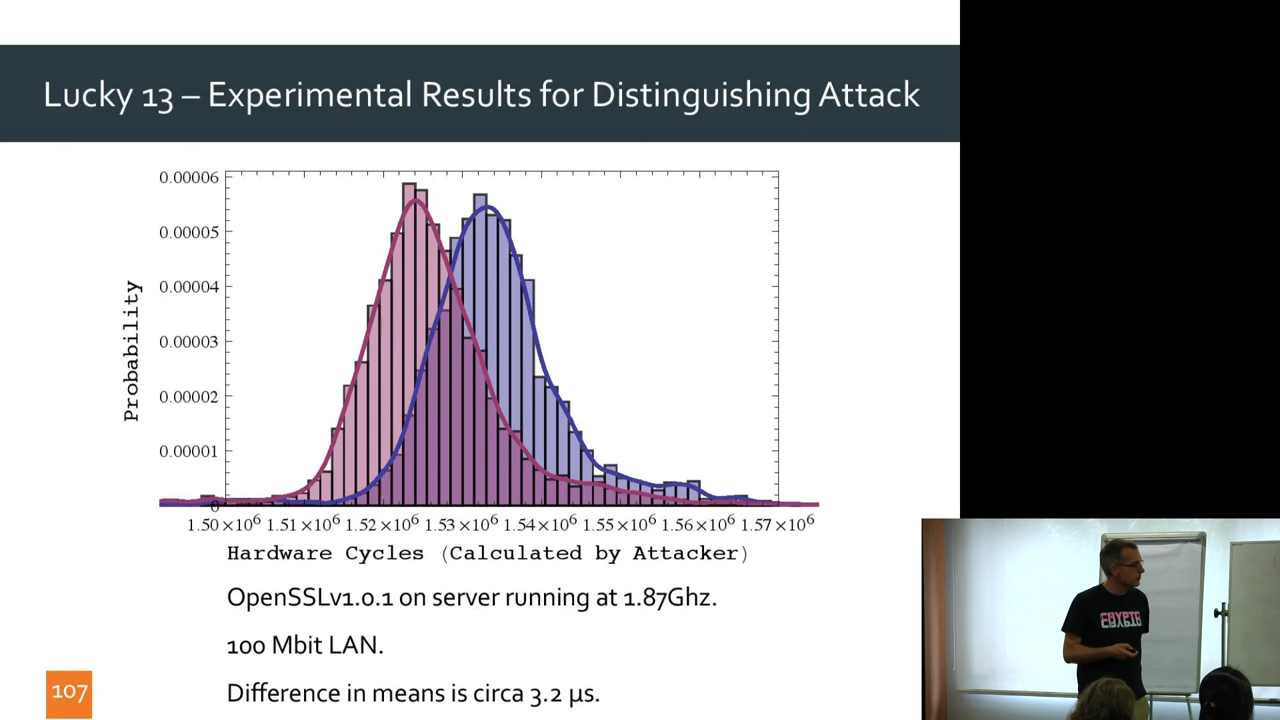 Lucky 13 – Experimental Results for Distinguishing Attack
0.00006
0.00005
0.00004
0.00003
0.00002
0.00001
0
Probability
1.50×10⁶ 1.51×10⁶ 1.52×10⁶ 1.53×10⁶ 1.54×10⁶ 1.55×10⁶ 1.56×10⁶ 1.57×10⁶
Hardware Cycles (Calculated by Attacker)
OpenSSLv1.0.1 on server running at 1.87Ghz.
100 Mbit LAN.
Difference in means is circa 3.2 µs.
107